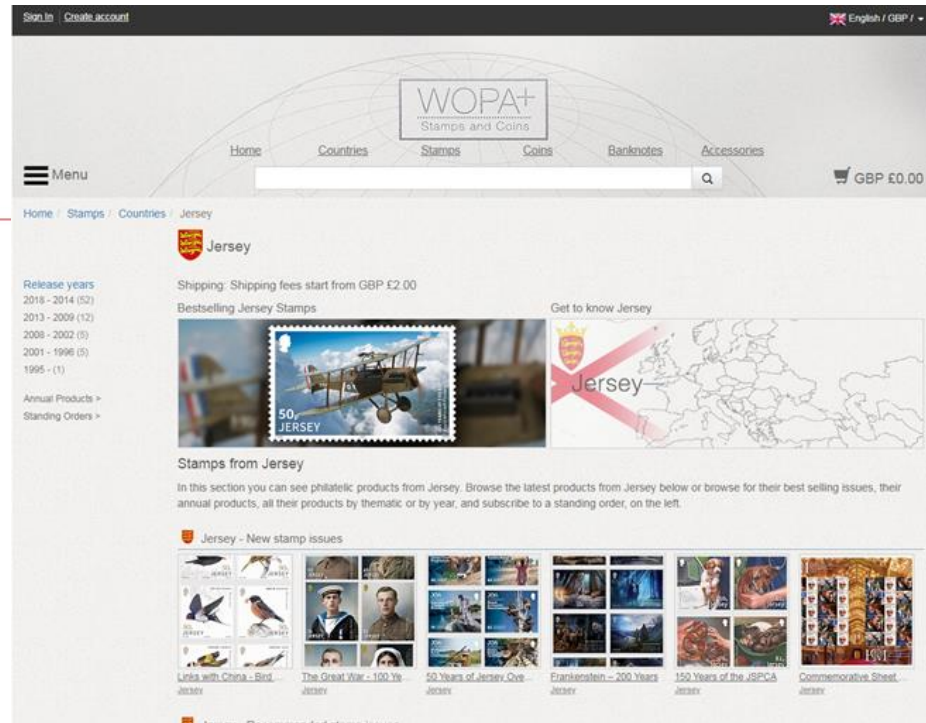 Sign In Create account English / GBP /
WOPA+
Stamps and Coins
Home Countries Stamps Coins Banknotes Accessories
Menu GBP £0.00
Home / Stamps / Countries / Jersey
Jersey
Release years
2018 - 2014 (52)
2013 - 2009 (12)
2008 - 2002 (5)
2001 - 1996 (5)
1995 - (1)
Annual Products >
Standing Orders >
Shipping: Shipping fees start from GBP £2.00
Bestselling Jersey Stamps
50p
JERSEY
Get to know Jersey
Jersey
Stamps from Jersey
In this section you can see philatelic products from Jersey. Browse the latest products from Jersey below or browse for their best selling issues, their
annual products, all their products by thematic or by year, and subscribe to a standing order, on the left.
Jersey - New stamp issues
Links with China - Bird ...
Jersey
The Great War - 100 Ye...
Jersey
50 Years of Jersey Ove...
Jersey
Frankenstein – 200 Years
Jersey
150 Years of the JSPCA
Jersey
Commemorative Sheet ...
Jersey